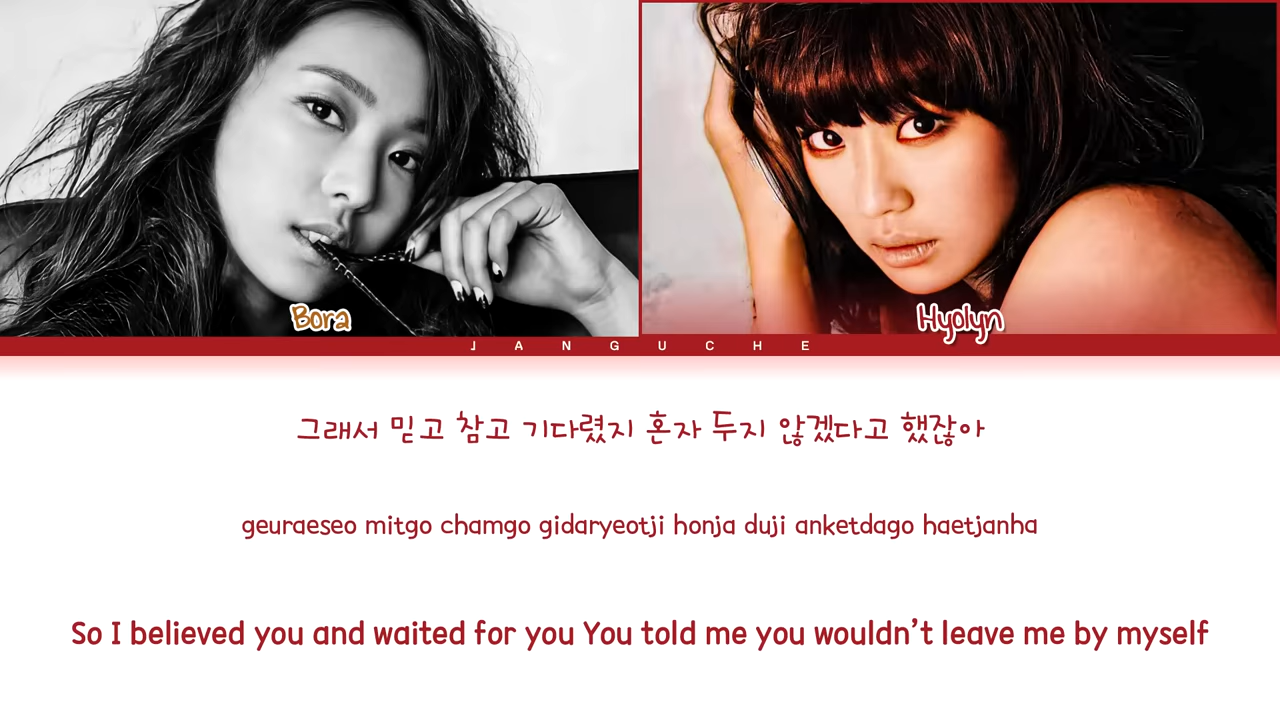 Bora
Hyolyn
JANGUCHE
그래서 믿고 참고 기다렸지 혼자 두지 않겠다고 했잖아
geuraeseo mitgo chamgo gidaryeotji honja duji anketdago haetjanha
So I believed you and waited for you You told me you wouldn't leave me by myself